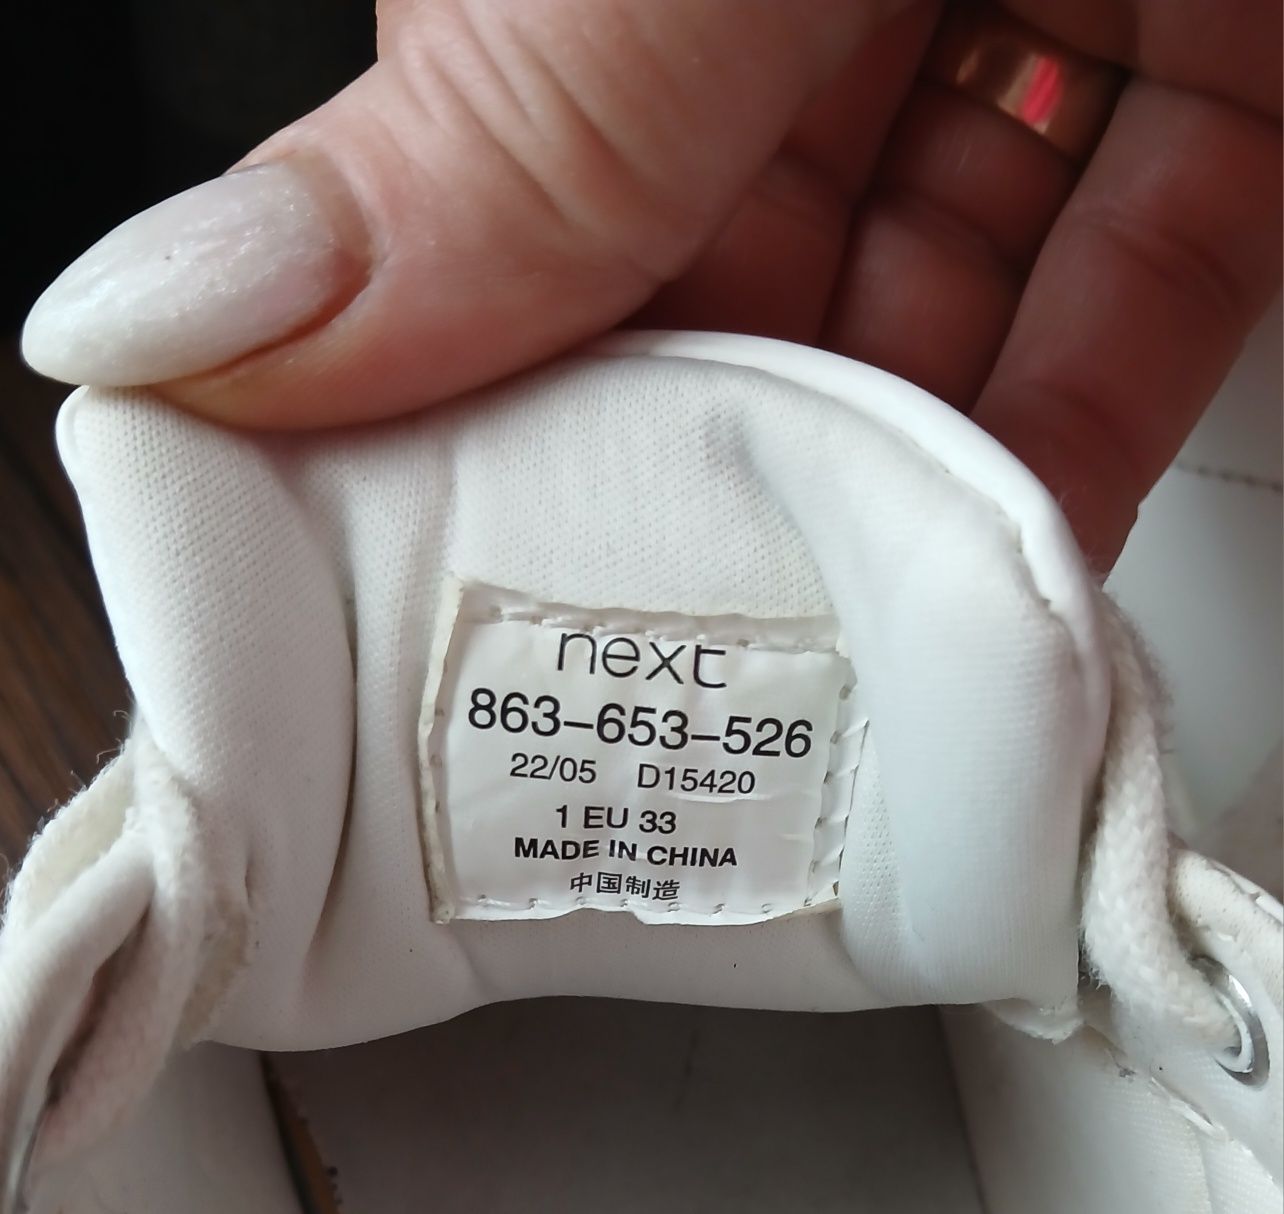 next
863–653–526
22/05 D15420
1 EU 33
MADE IN CHINA
中国制造